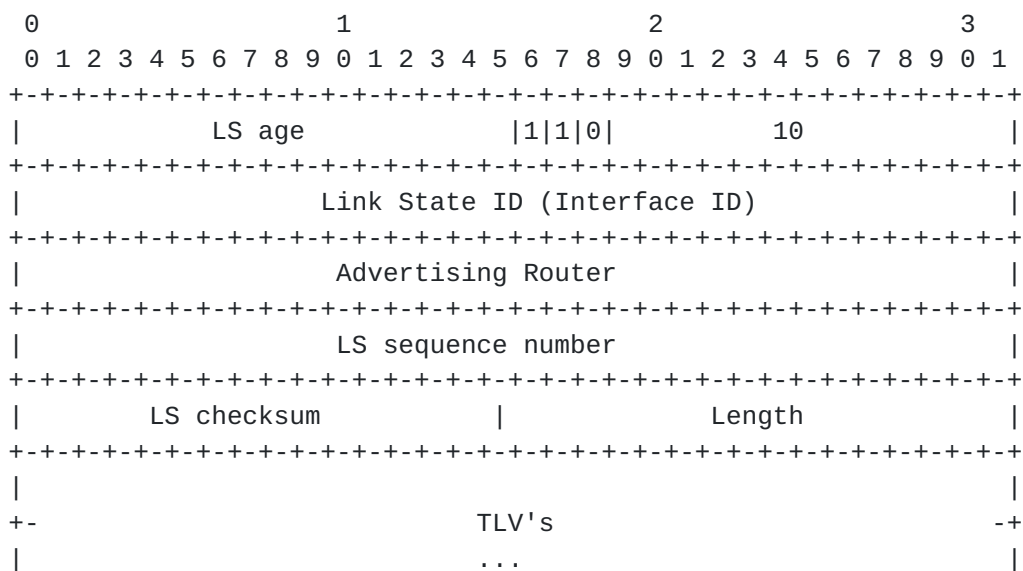 0                   1                   2                   3
 0 1 2 3 4 5 6 7 8 9 0 1 2 3 4 5 6 7 8 9 0 1 2 3 4 5 6 7 8 9 0 1
+-+-+-+-+-+-+-+-+-+-+-+-+-+-+-+-+-+-+-+-+-+-+-+-+-+-+-+-+-+-+-+-+
|            LS age             |1|1|0|          10             |
+-+-+-+-+-+-+-+-+-+-+-+-+-+-+-+-+-+-+-+-+-+-+-+-+-+-+-+-+-+-+-+-+
|                   Link State ID (Interface ID)                |
+-+-+-+-+-+-+-+-+-+-+-+-+-+-+-+-+-+-+-+-+-+-+-+-+-+-+-+-+-+-+-+-+
|                    Advertising Router                         |
+-+-+-+-+-+-+-+-+-+-+-+-+-+-+-+-+-+-+-+-+-+-+-+-+-+-+-+-+-+-+-+-+
|                    LS sequence number                         |
+-+-+-+-+-+-+-+-+-+-+-+-+-+-+-+-+-+-+-+-+-+-+-+-+-+-+-+-+-+-+-+-+
|        LS checksum           |             Length             |
+-+-+-+-+-+-+-+-+-+-+-+-+-+-+-+-+-+-+-+-+-+-+-+-+-+-+-+-+-+-+-+-+
|                                                               |
+-                            TLV's                            -+
|                             ...                               |